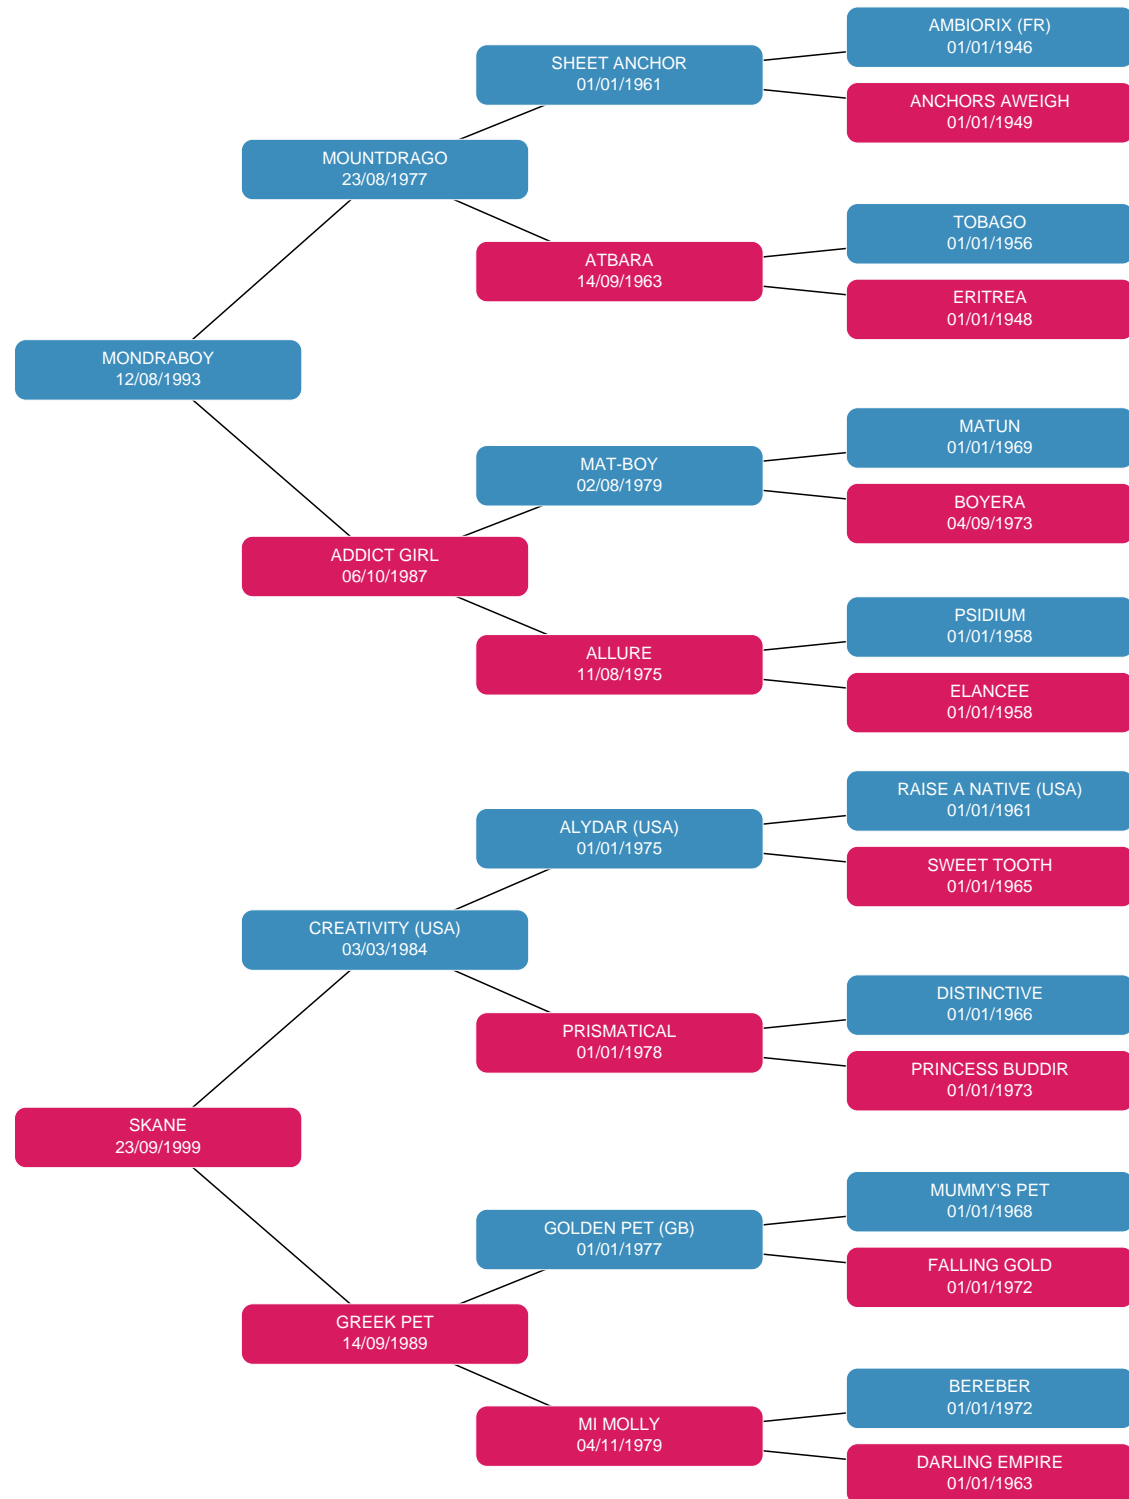 AMBIORIX (FR)
01/01/1946
SHEET ANCHOR
01/01/1961
ANCHORS AWEIGH
01/01/1949
MOUNTDRAGO
23/08/1977
TOBAGO
01/01/1956
ATBARA
14/09/1963
ERITREA
01/01/1948
MONDRABOY
12/08/1993
MATUN
01/01/1969
MAT-BOY
02/08/1979
BOYERA
04/09/1973
ADDICT GIRL
06/10/1987
PSIDIUM
01/01/1958
ALLURE
11/08/1975
ELANCEE
01/01/1958
RAISE A NATIVE (USA)
01/01/1961
ALYDAR (USA)
01/01/1975
SWEET TOOTH
01/01/1965
CREATIVITY (USA)
03/03/1984
DISTINCTIVE
01/01/1966
PRISMATICAL
01/01/1978
PRINCESS BUDDIR
01/01/1973
SKANE
23/09/1999
MUMMY'S PET
01/01/1968
GOLDEN PET (GB)
01/01/1977
FALLING GOLD
01/01/1972
GREEK PET
14/09/1989
BEREBER
01/01/1972
MI MOLLY
04/11/1979
DARLING EMPIRE
01/01/1963